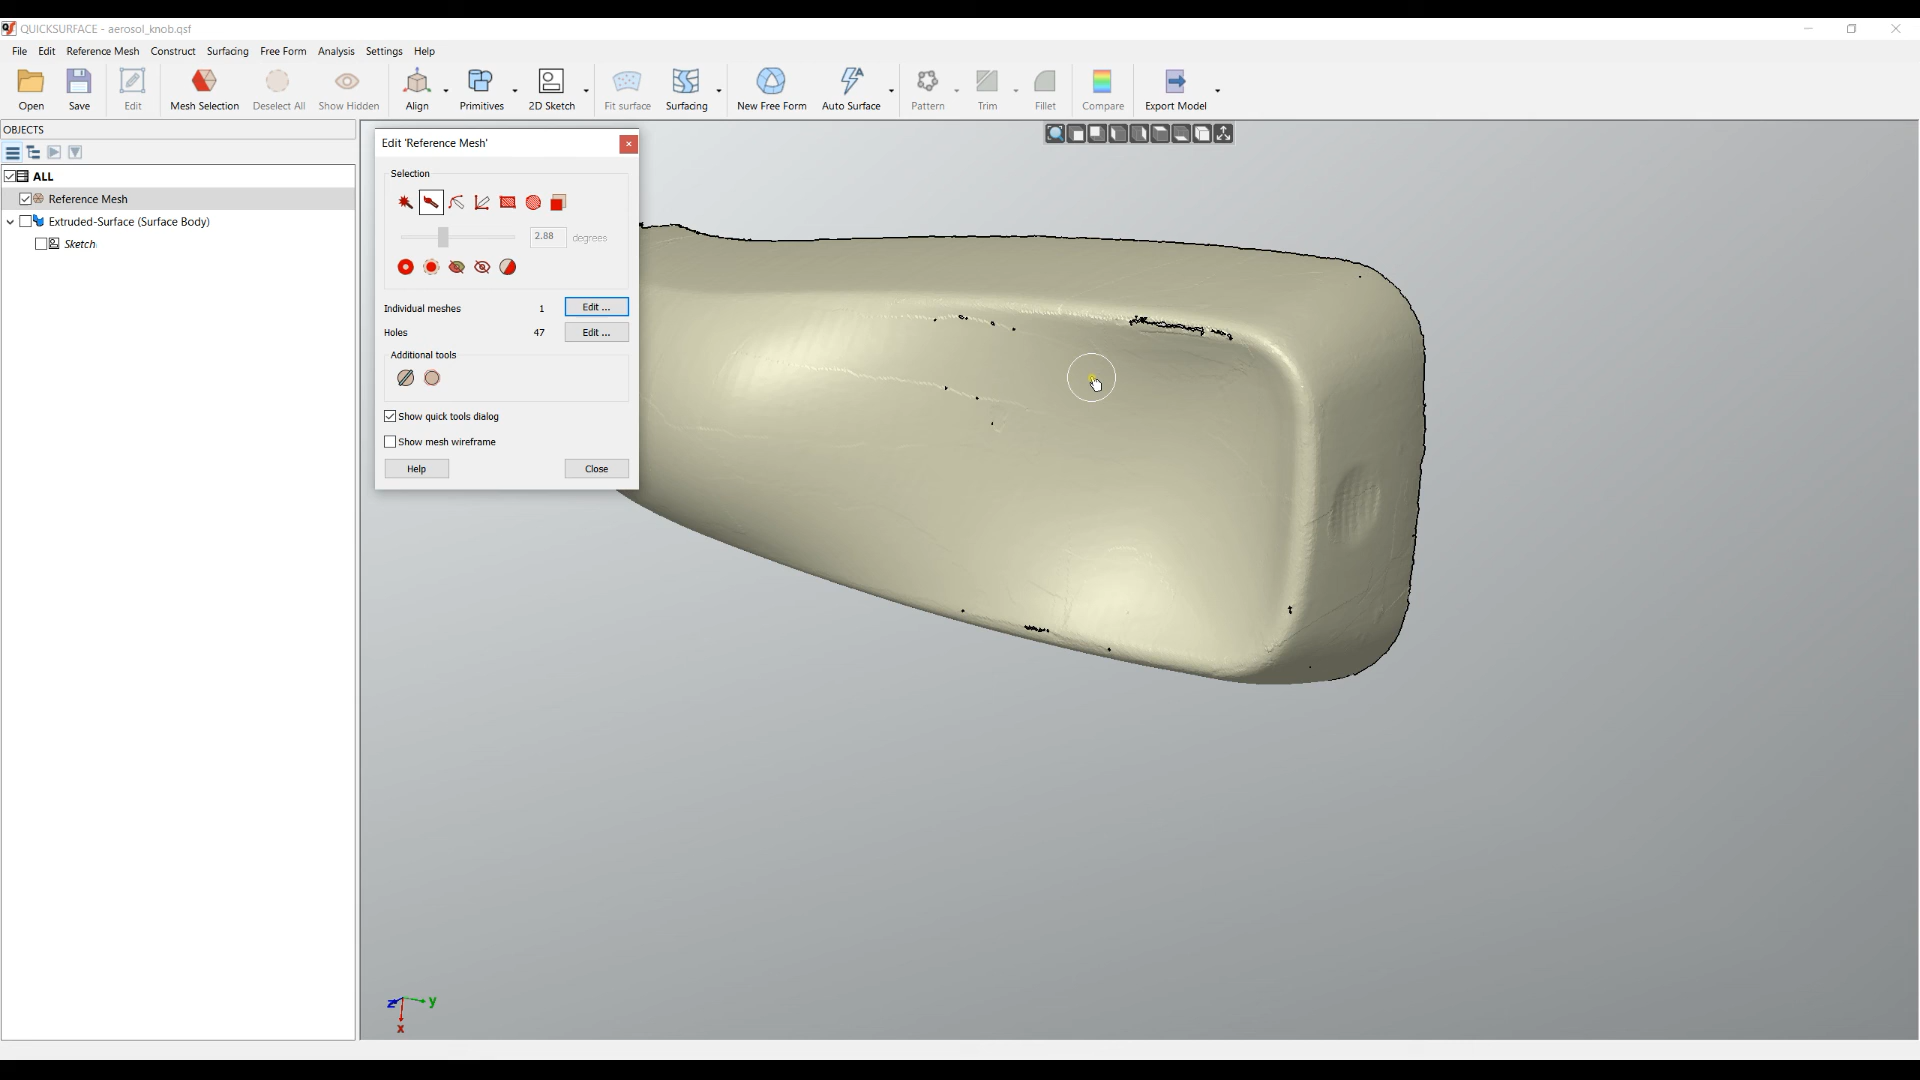 QUICKSURFACE - aerosol_knob.qsf
File Edit Reference Mesh Construct Surfacing Free Form Analysis Settings Help
Open Save Edit Mesh Selection Deselect All Show Hidden Align Primitives 2D Sketch Fit surface Surfacing New Free Form Auto Surface Pattern Trim Fillet Compare Export Model
OBJECTS
ALL
Reference Mesh
Extruded-Surface (Surface Body)
Sketch
Edit 'Reference Mesh'
Selection
2.88 degrees
Individual meshes 1 Edit ...
Holes 47 Edit ...
Additional tools
Show quick tools dialog
Show mesh wireframe
Help Close
z y
x